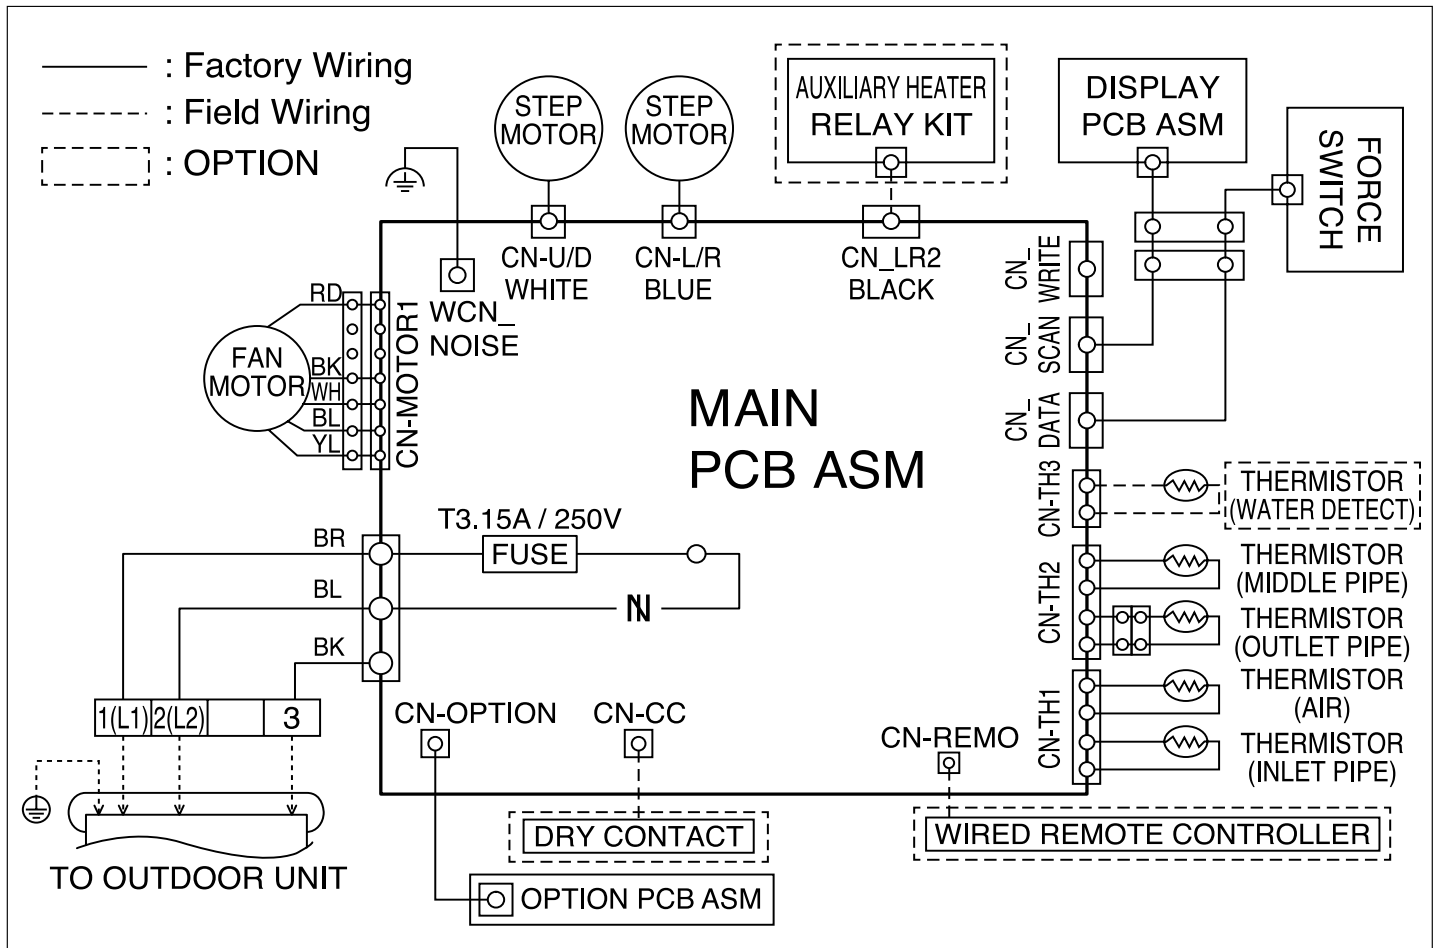 : Factory Wiring
: Field Wiring
: OPTION
STEP
MOTOR
STEP
MOTOR
AUXILIARY HEATER
RELAY KIT
DISPLAY
PCB ASM
FORCE
SWITCH
CN-U/D
WHITE
CN-L/R
BLUE
CN_LR2
BLACK
CN_
WRITE
CN_
SCAN
CN_
DATA
WCN_
NOISE
RD
FAN
MOTOR
BK
WH
BL
YL
CN-MOTOR1
MAIN
PCB ASM
CN-TH3
THERMISTOR
(WATER DETECT)
CN-TH2
THERMISTOR
(MIDDLE PIPE)
THERMISTOR
(OUTLET PIPE)
CN-TH1
THERMISTOR
(AIR)
THERMISTOR
(INLET PIPE)
T3.15A / 250V
FUSE
BR
BL
N
BK
1(L1) 2(L2) 3
CN-OPTION
CN-CC
CN-REMO
DRY CONTACT
WIRED REMOTE CONTROLLER
OPTION PCB ASM
TO OUTDOOR UNIT